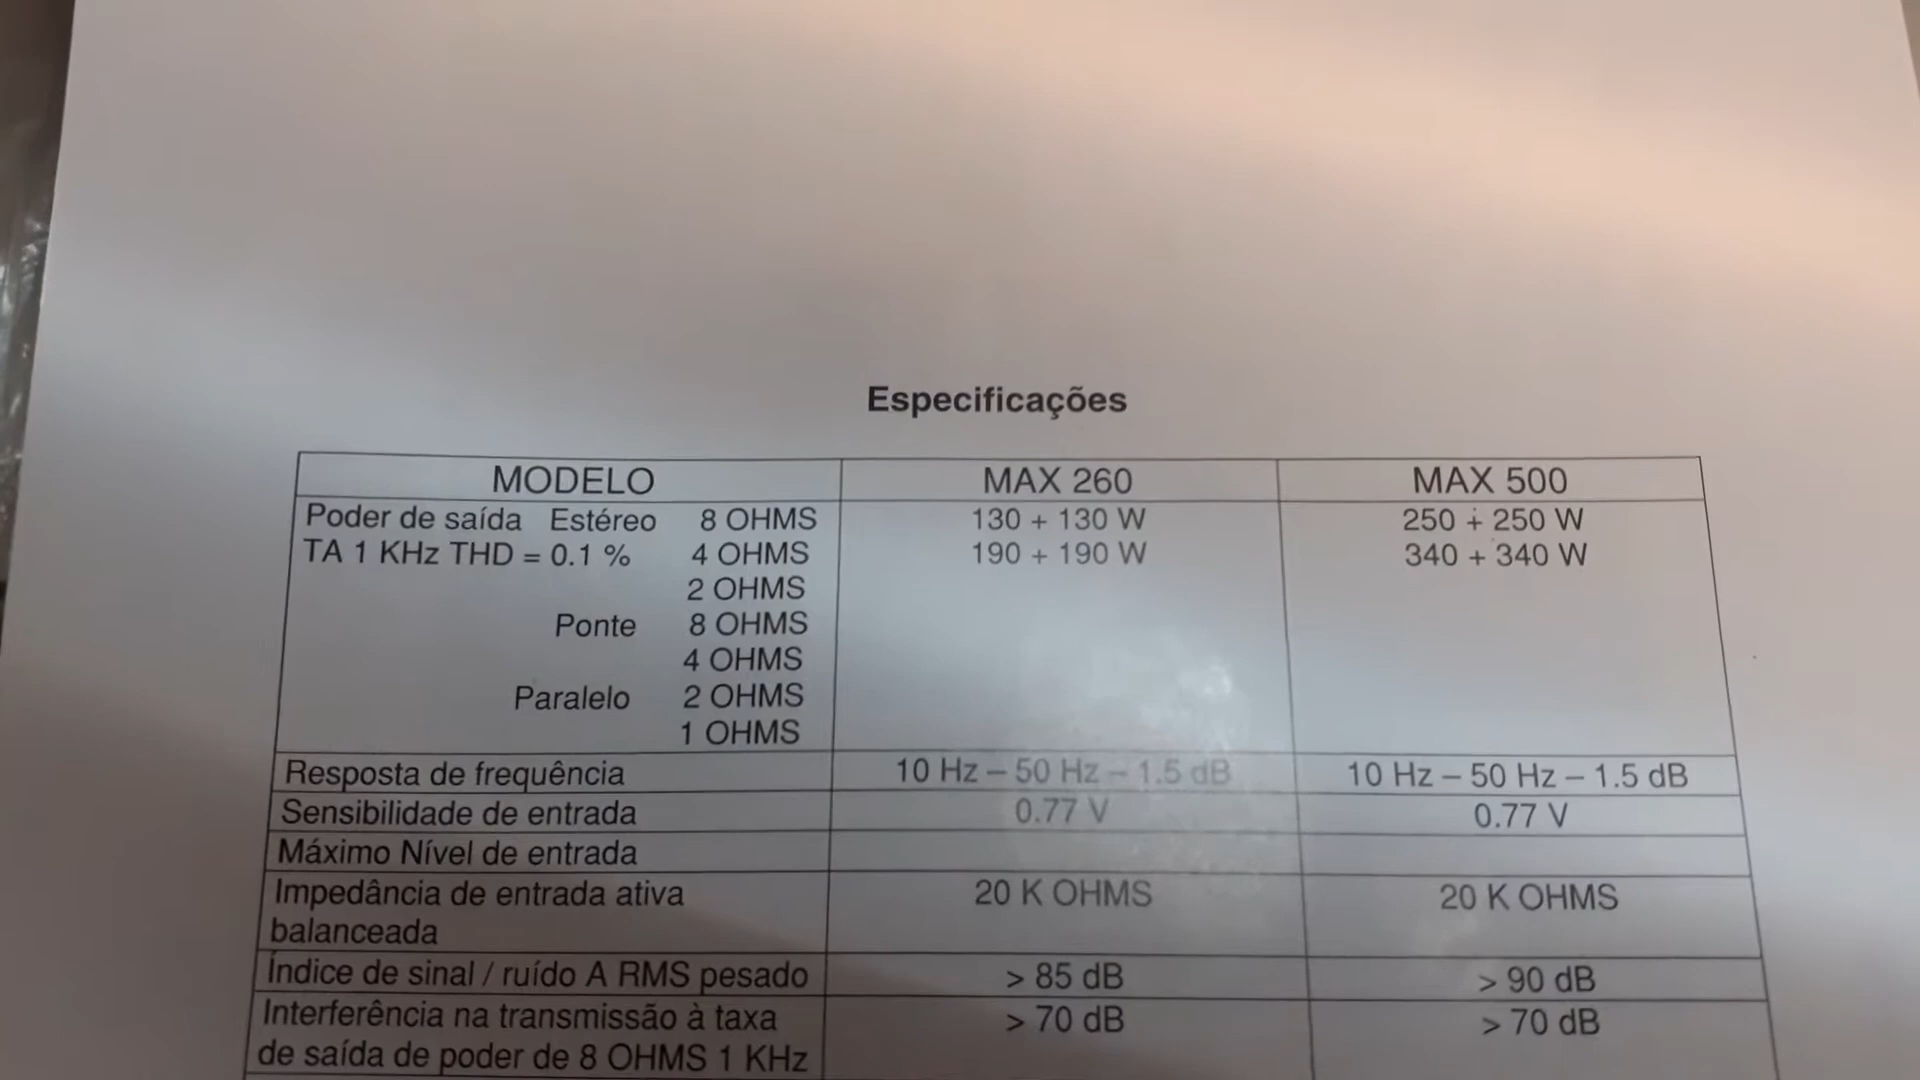 Especificações
MODELO MAX 260 MAX 500
Poder de saída Estéreo 8 OHMS 130 + 130 W 250 + 250 W
TA 1 KHz THD = 0.1 % 4 OHMS 190 + 190 W 340 + 340 W
2 OHMS
Ponte 8 OHMS
4 OHMS
Paralelo 2 OHMS
1 OHMS
Resposta de frequência 10 Hz – 50 Hz – 1.5 dB 10 Hz – 50 Hz – 1.5 dB
Sensibilidade de entrada 0.77 V 0.77 V
Máximo Nível de entrada
Impedância de entrada ativa 20 K OHMS 20 K OHMS
balanceada
Índice de sinal / ruído A RMS pesado > 85 dB > 90 dB
Interferência na transmissão à taxa > 70 dB > 70 dB
de saída de poder de 8 OHMS 1 KHz